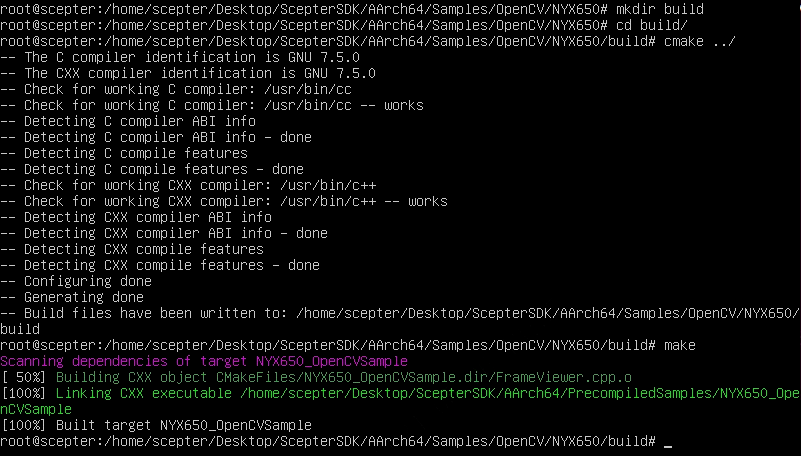 root@scepter:/home/scepter/Desktop/ScepterSDK/AArch64/Samples/OpenCV/NYX650# mkdir build
root@scepter:/home/scepter/Desktop/ScepterSDK/AArch64/Samples/OpenCV/NYX650# cd build/
root@scepter:/home/scepter/Desktop/ScepterSDK/AArch64/Samples/OpenCV/NYX650/build# cmake ../
-- The C compiler identification is GNU 7.5.0
-- The CXX compiler identification is GNU 7.5.0
-- Check for working C compiler: /usr/bin/cc
-- Check for working C compiler: /usr/bin/cc -- works
-- Detecting C compiler ABI info
-- Detecting C compiler ABI info - done
-- Detecting C compile features
-- Detecting C compile features - done
-- Check for working CXX compiler: /usr/bin/c++
-- Check for working CXX compiler: /usr/bin/c++ -- works
-- Detecting CXX compiler ABI info
-- Detecting CXX compiler ABI info - done
-- Detecting CXX compile features
-- Detecting CXX compile features - done
-- Configuring done
-- Generating done
-- Build files have been written to: /home/scepter/Desktop/ScepterSDK/AArch64/Samples/OpenCV/NYX650/
build
root@scepter:/home/scepter/Desktop/ScepterSDK/AArch64/Samples/OpenCV/NYX650/build# make
Scanning dependencies of target NYX650_OpenCVSample
[ 50%] Building CXX object CMakeFiles/NYX650_OpenCVSample.dir/FrameViewer.cpp.o
[100%] Linking CXX executable /home/scepter/Desktop/ScepterSDK/AArch64/PrecompiledSamples/NYX650_Ope
nCVSample
[100%] Built target NYX650_OpenCVSample
root@scepter:/home/scepter/Desktop/ScepterSDK/AArch64/Samples/OpenCV/NYX650/build# _